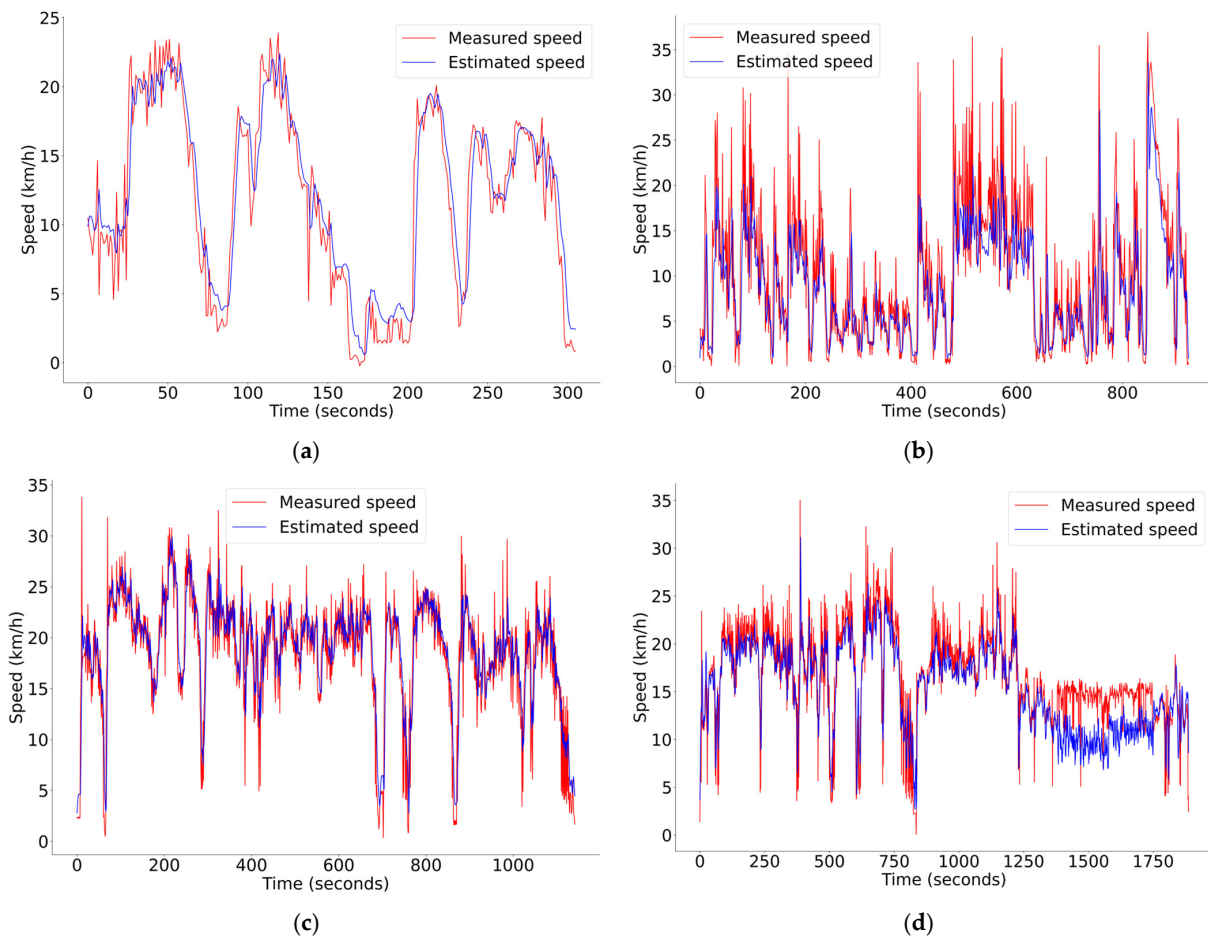 25
20
15
10
5
0
Speed (km/h)
Measured speed
Estimated speed
0 50 100 150 200 250 300
Time (seconds)
(a)
35
30
25
20
15
10
5
0
Speed (km/h)
Measured speed
Estimated speed
0 200 400 600 800
Time (seconds)
(b)
35
30
25
20
15
10
5
0
Speed (km/h)
Measured speed
Estimated speed
0 200 400 600 800 1000
Time (seconds)
(c)
35
30
25
20
15
10
5
0
Speed (km/h)
Measured speed
Estimated speed
0 250 500 750 1000 1250 1500 1750
Time (seconds)
(d)